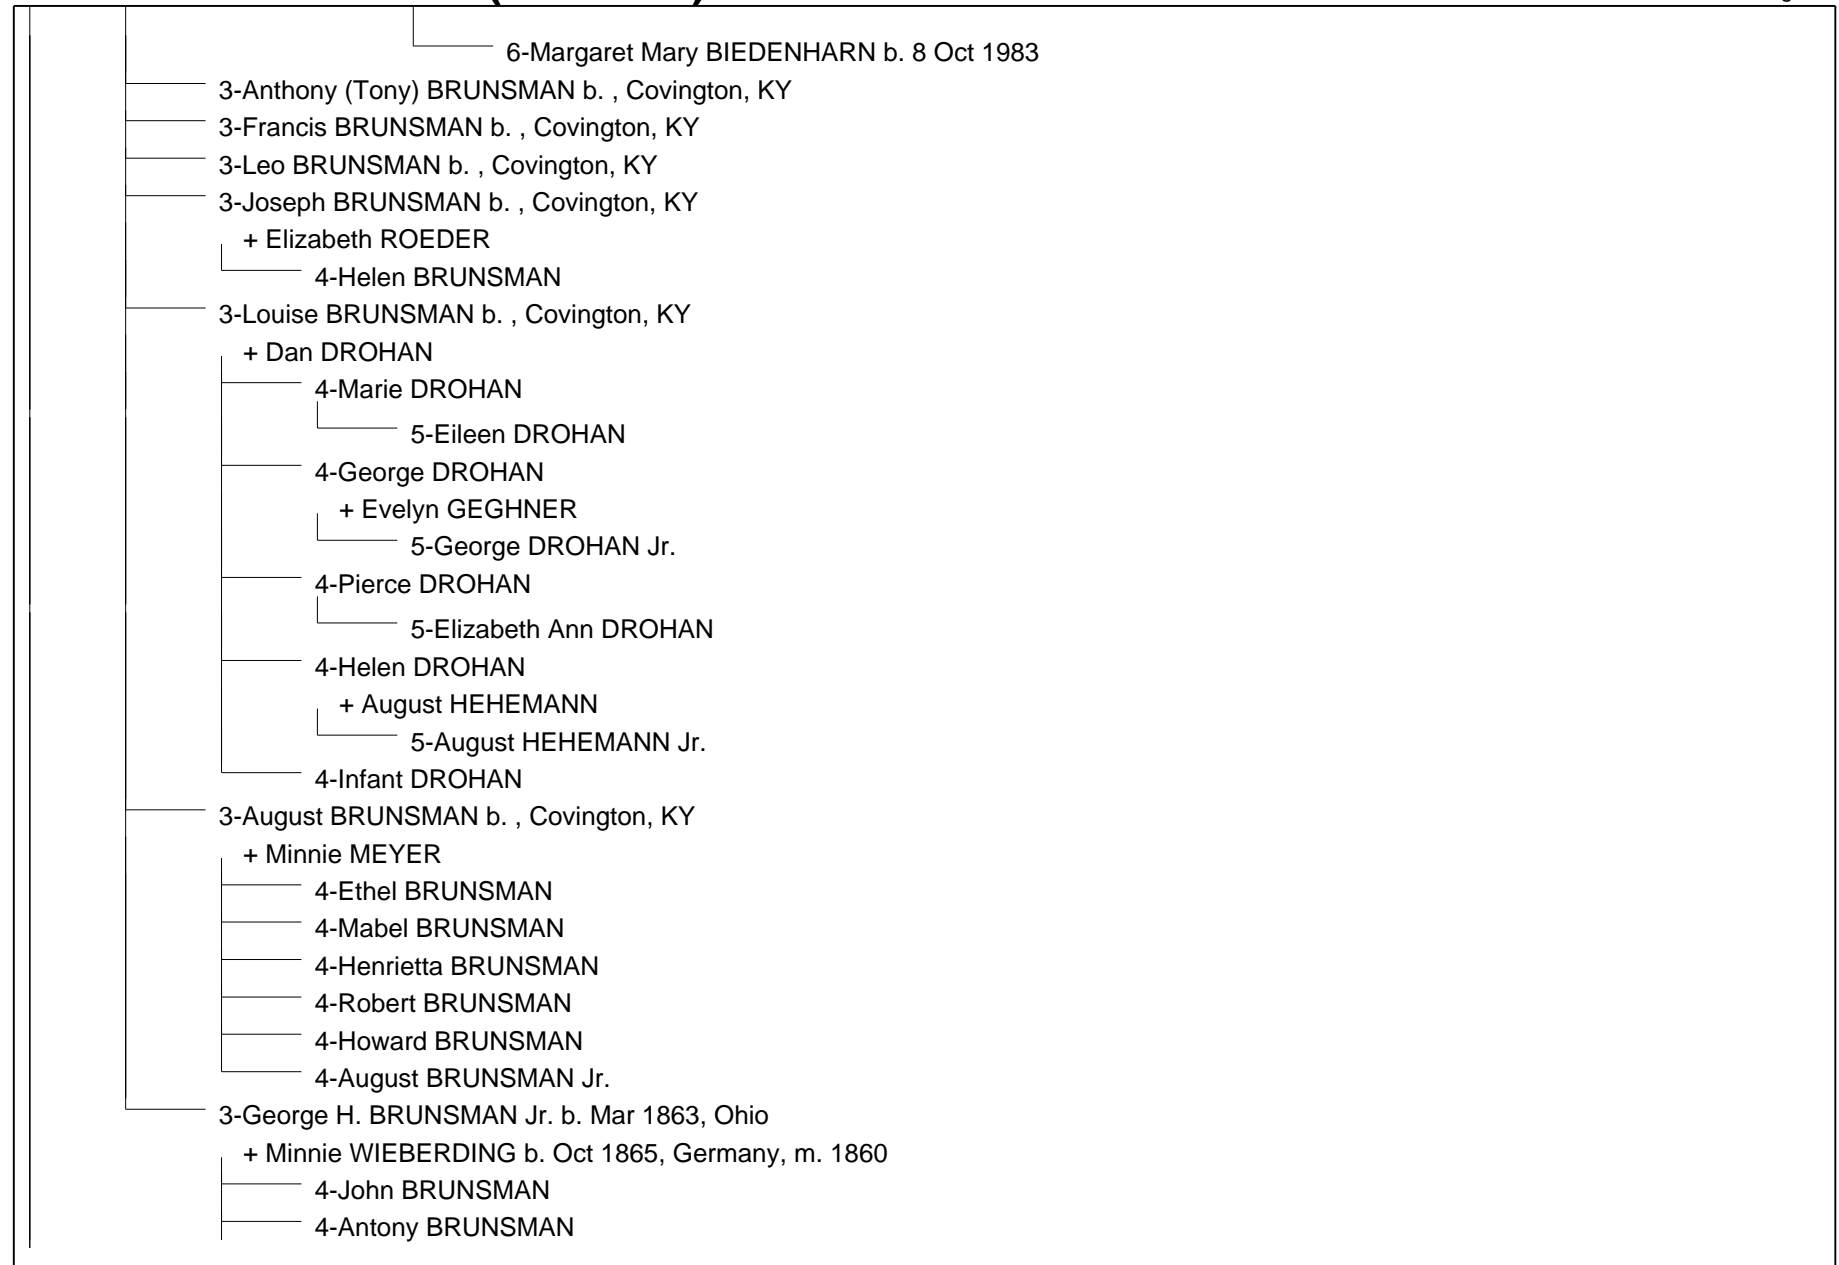 6-Margaret Mary BIEDENHARN b. 8 Oct 1983
3-Anthony (Tony) BRUNSMAN b. , Covington, KY
3-Francis BRUNSMAN b. , Covington, KY
3-Leo BRUNSMAN b. , Covington, KY
3-Joseph BRUNSMAN b. , Covington, KY
+ Elizabeth ROEDER
4-Helen BRUNSMAN
3-Louise BRUNSMAN b. , Covington, KY
+ Dan DROHAN
4-Marie DROHAN
5-Eileen DROHAN
4-George DROHAN
+ Evelyn GEGHNER
5-George DROHAN Jr.
4-Pierce DROHAN
5-Elizabeth Ann DROHAN
4-Helen DROHAN
+ August HEHEMANN
5-August HEHEMANN Jr.
4-Infant DROHAN
3-August BRUNSMAN b. , Covington, KY
+ Minnie MEYER
4-Ethel BRUNSMAN
4-Mabel BRUNSMAN
4-Henrietta BRUNSMAN
4-Robert BRUNSMAN
4-Howard BRUNSMAN
4-August BRUNSMAN Jr.
3-George H. BRUNSMAN Jr. b. Mar 1863, Ohio
+ Minnie WIEBERDING b. Oct 1865, Germany, m. 1860
4-John BRUNSMAN
4-Antony BRUNSMAN